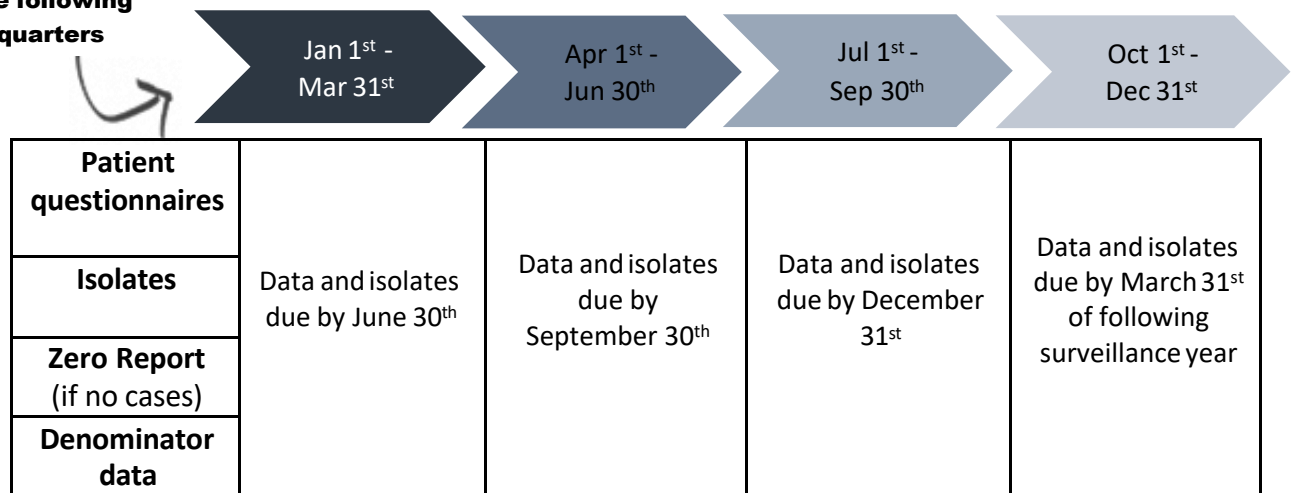 following
quarters
Jan 1st -
Mar 31st
Apr 1st -
Jun 30th
Jul 1st -
Sep 30th
Oct 1st -
Dec 31st
Patient
questionnaires
Isolates
Zero Report
(if no cases)
Denominator
data
Data and isolates
due by June 30th
Data and isolates
due by
September 30th
Data and isolates
due by December
31st
Data and isolates
due by March 31st
of following
surveillance year